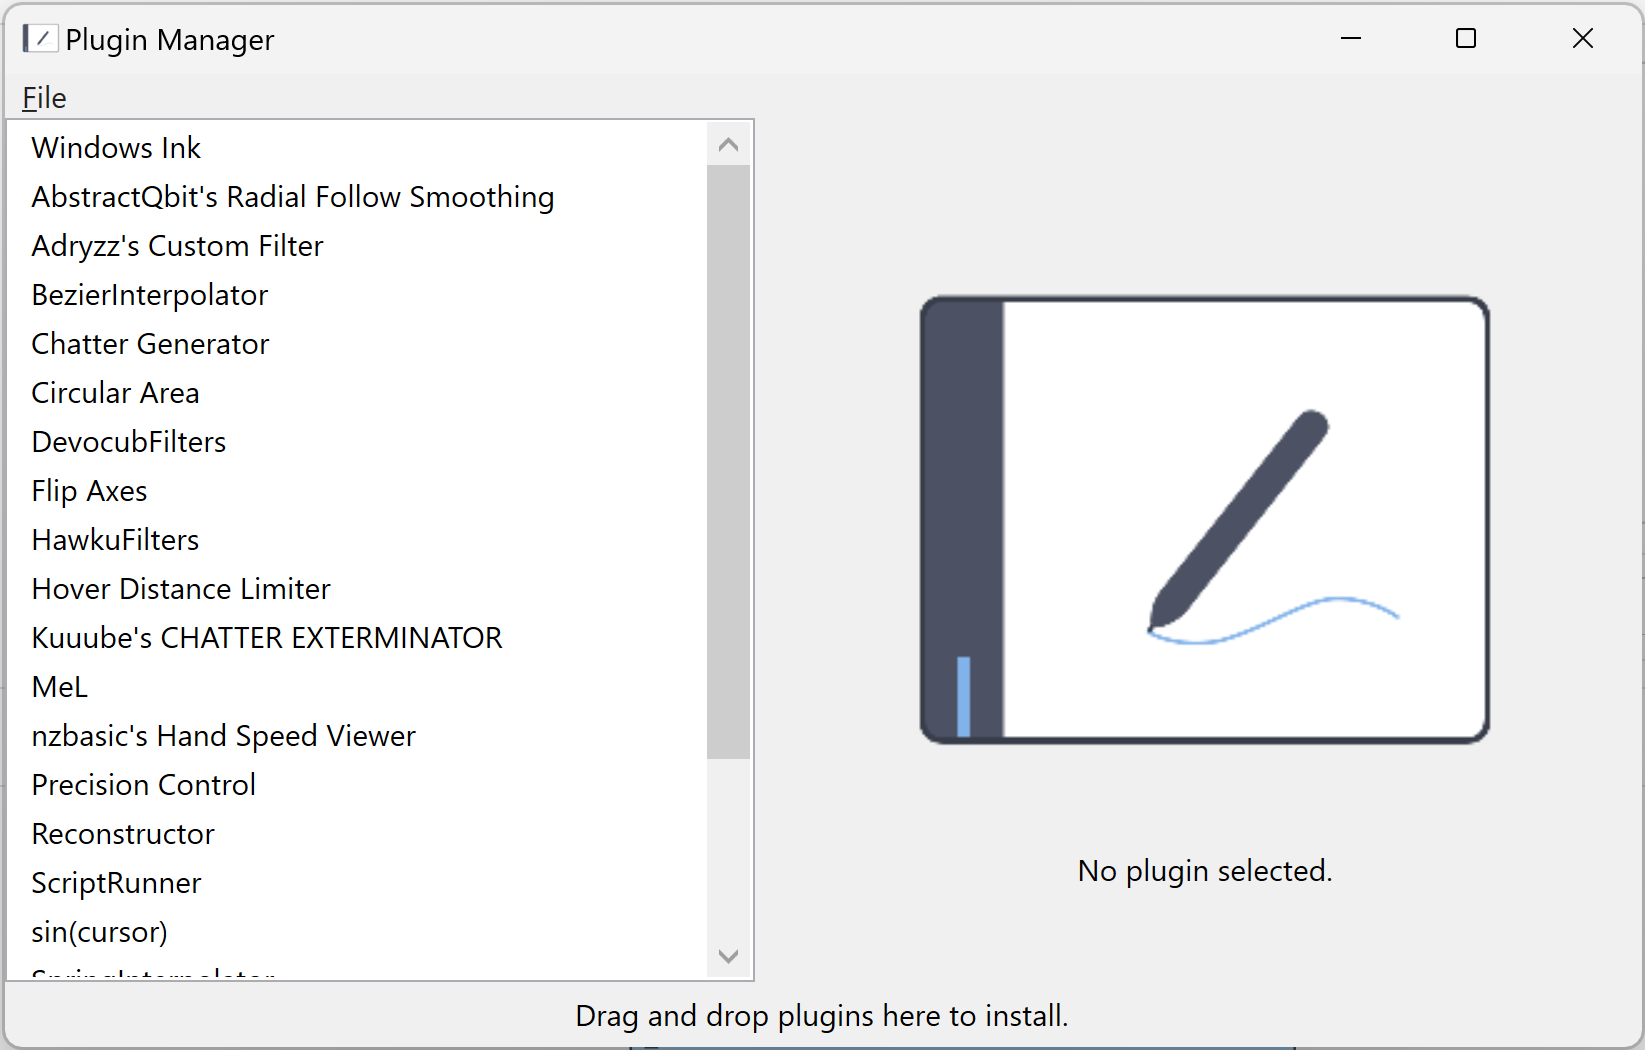 Plugin Manager
File
Windows Ink
AbstractQbit's Radial Follow Smoothing
Adryzz's Custom Filter
BezierInterpolator
Chatter Generator
Circular Area
DevocubFilters
Flip Axes
HawkuFilters
Hover Distance Limiter
Kuuube's CHATTER EXTERMINATOR
MeL
nzbasic's Hand Speed Viewer
Precision Control
Reconstructor
ScriptRunner
sin(cursor)
SpringInterpolator
No plugin selected.
Drag and drop plugins here to install.